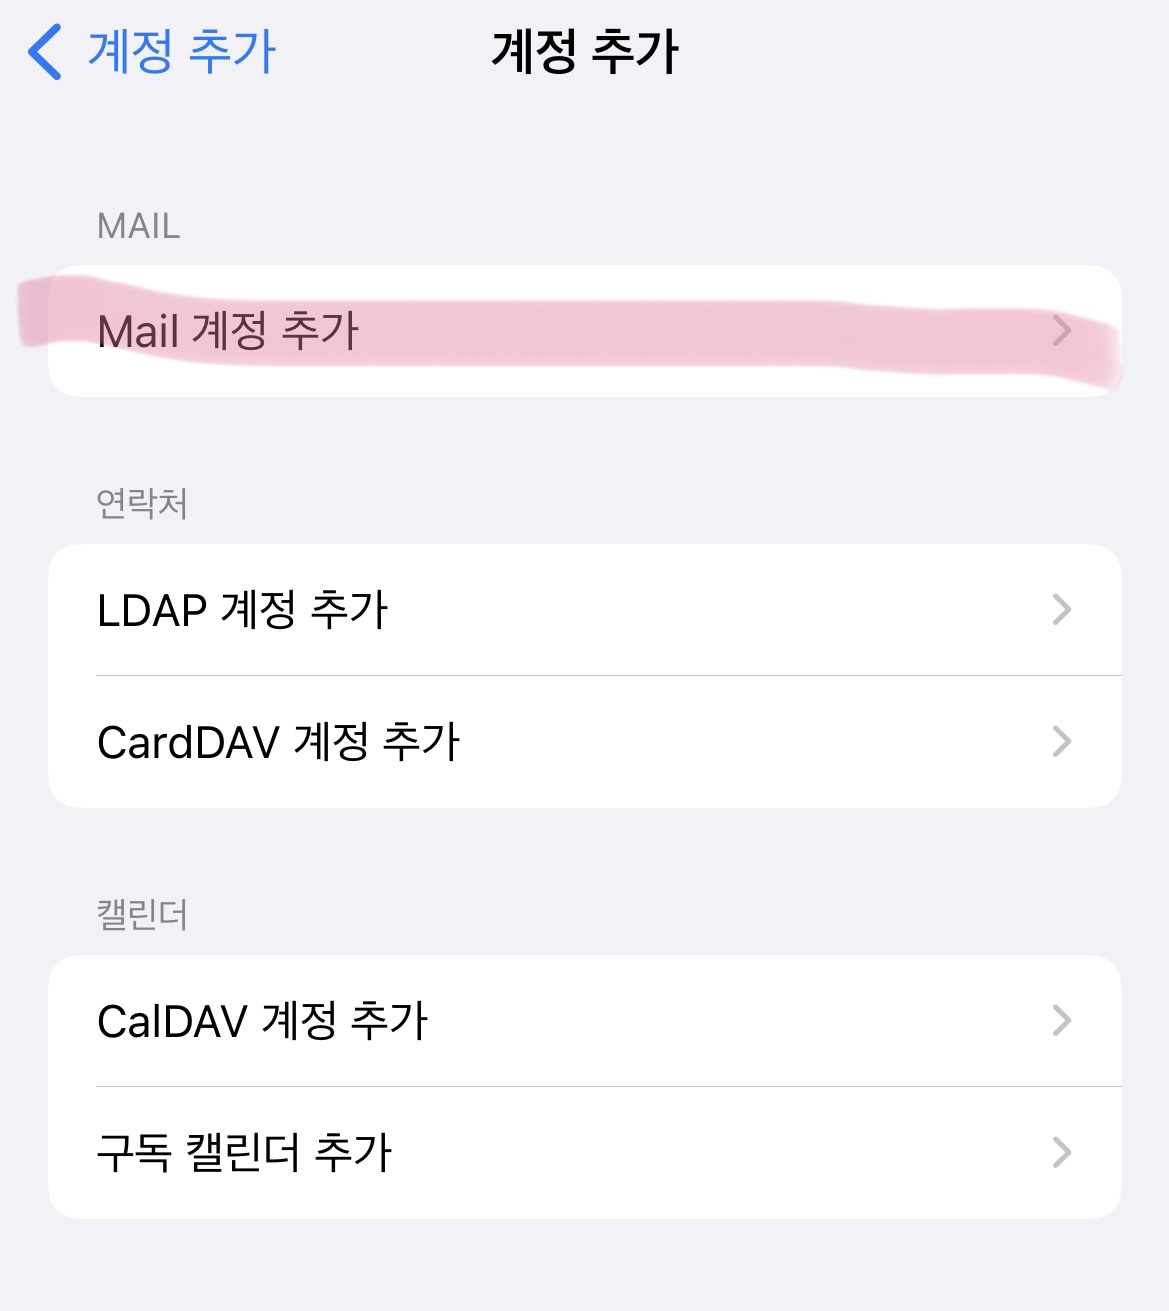 계정 추가 계정 추가
MAIL
Mail 계정 추가
연락처
LDAP 계정 추가
CardDAV 계정 추가
캘린더
CalDAV 계정 추가
구독 캘린더 추가